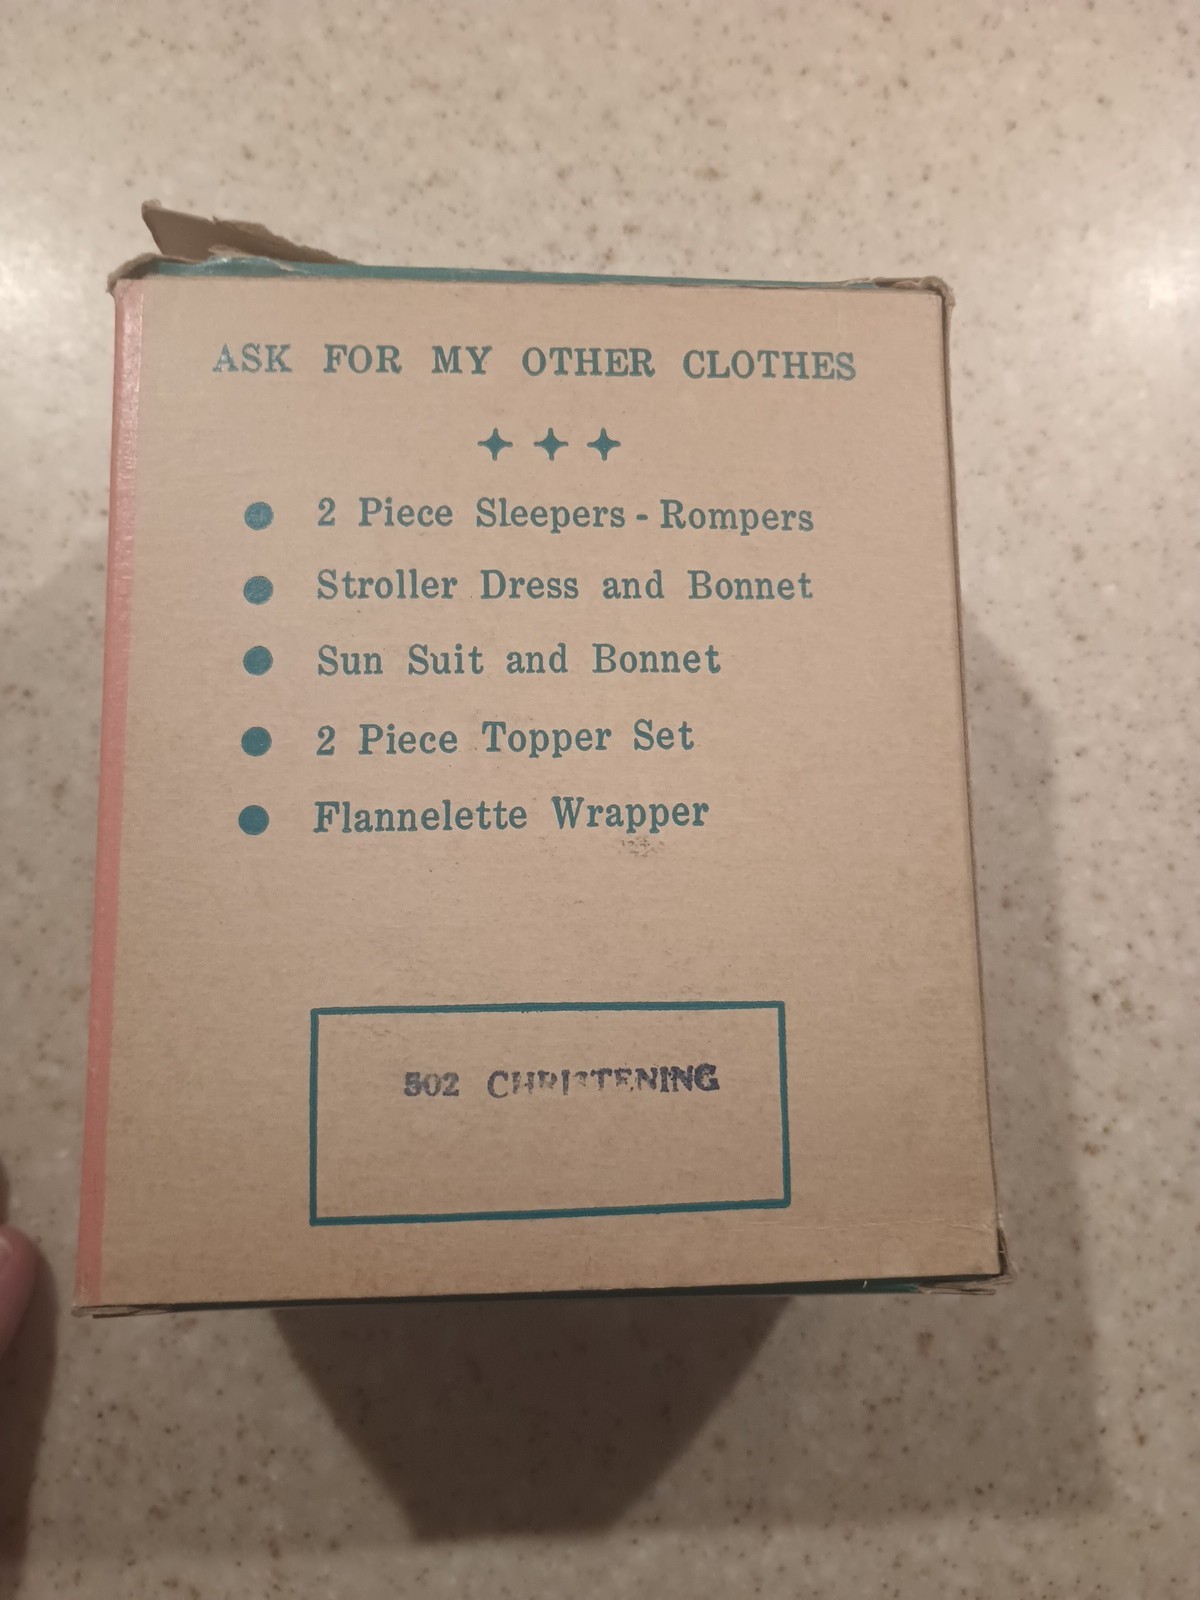 ASK FOR MY OTHER CLOTHES
2 Piece Sleepers - Rompers
Stroller Dress and Bonnet
Sun Suit and Bonnet
2 Piece Topper Set
Flannelette Wrapper
502 CHRISTENING